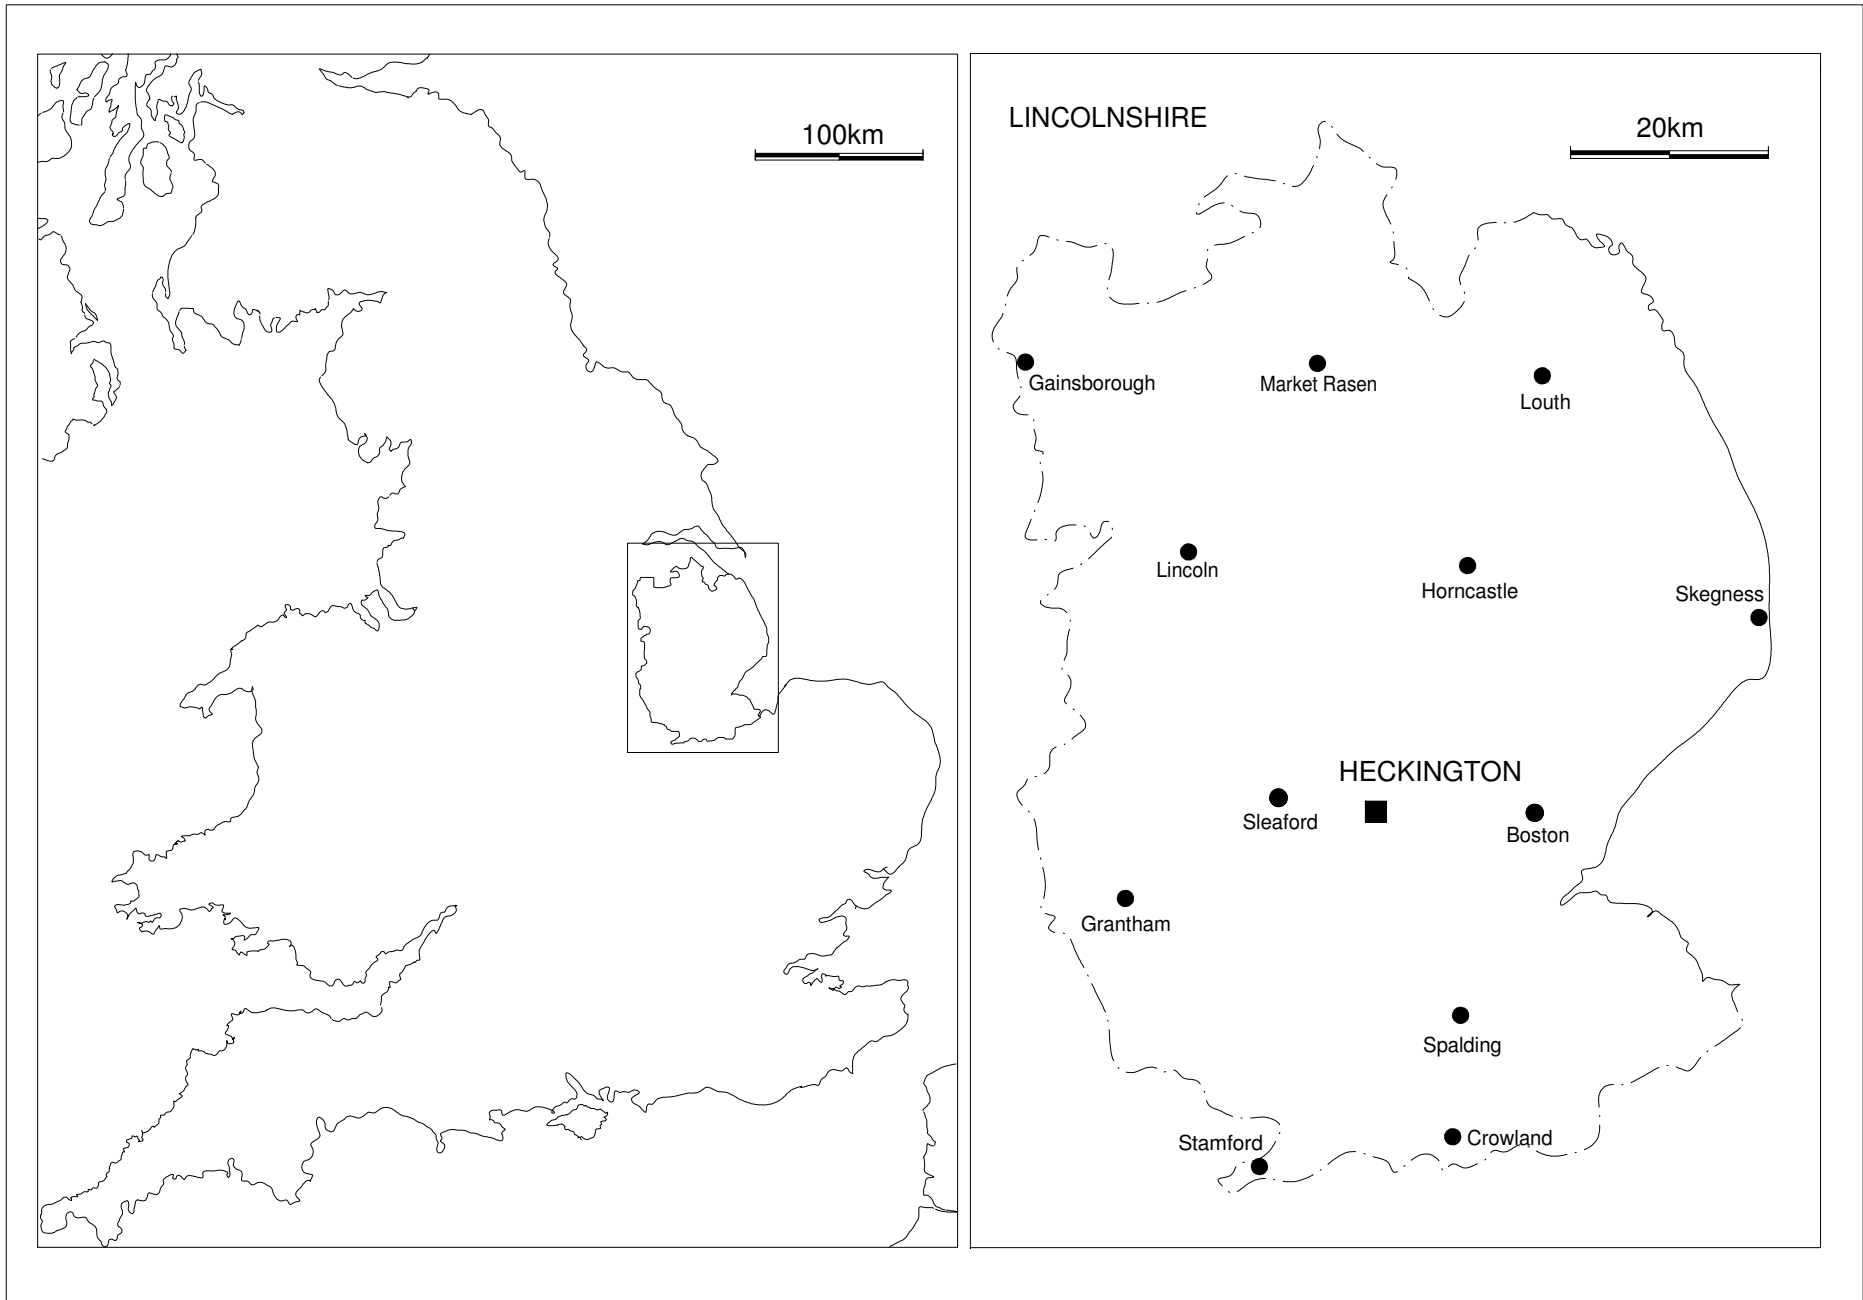 100km
LINCOLNSHIRE
20km
Gainsborough
Market Rasen
Louth
Lincoln
Horncastle
Skegness
HECKINGTON
Sleaford
Boston
Grantham
Spalding
Stamford
Crowland